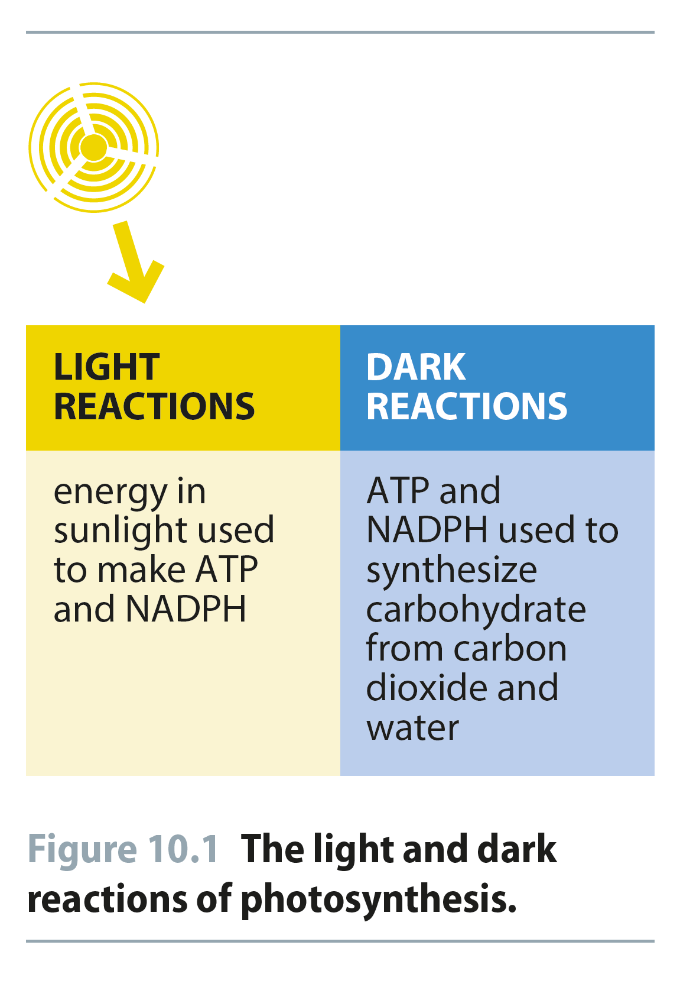 LIGHT
REACTIONS
energy in
sunlight used
to make ATP
and NADPH
DARK
REACTIONS
ATP and
NADPH used to
synthesize
carbohydrate
from carbon
dioxide and
water
Figure 10.1 The light and dark
reactions of photosynthesis.